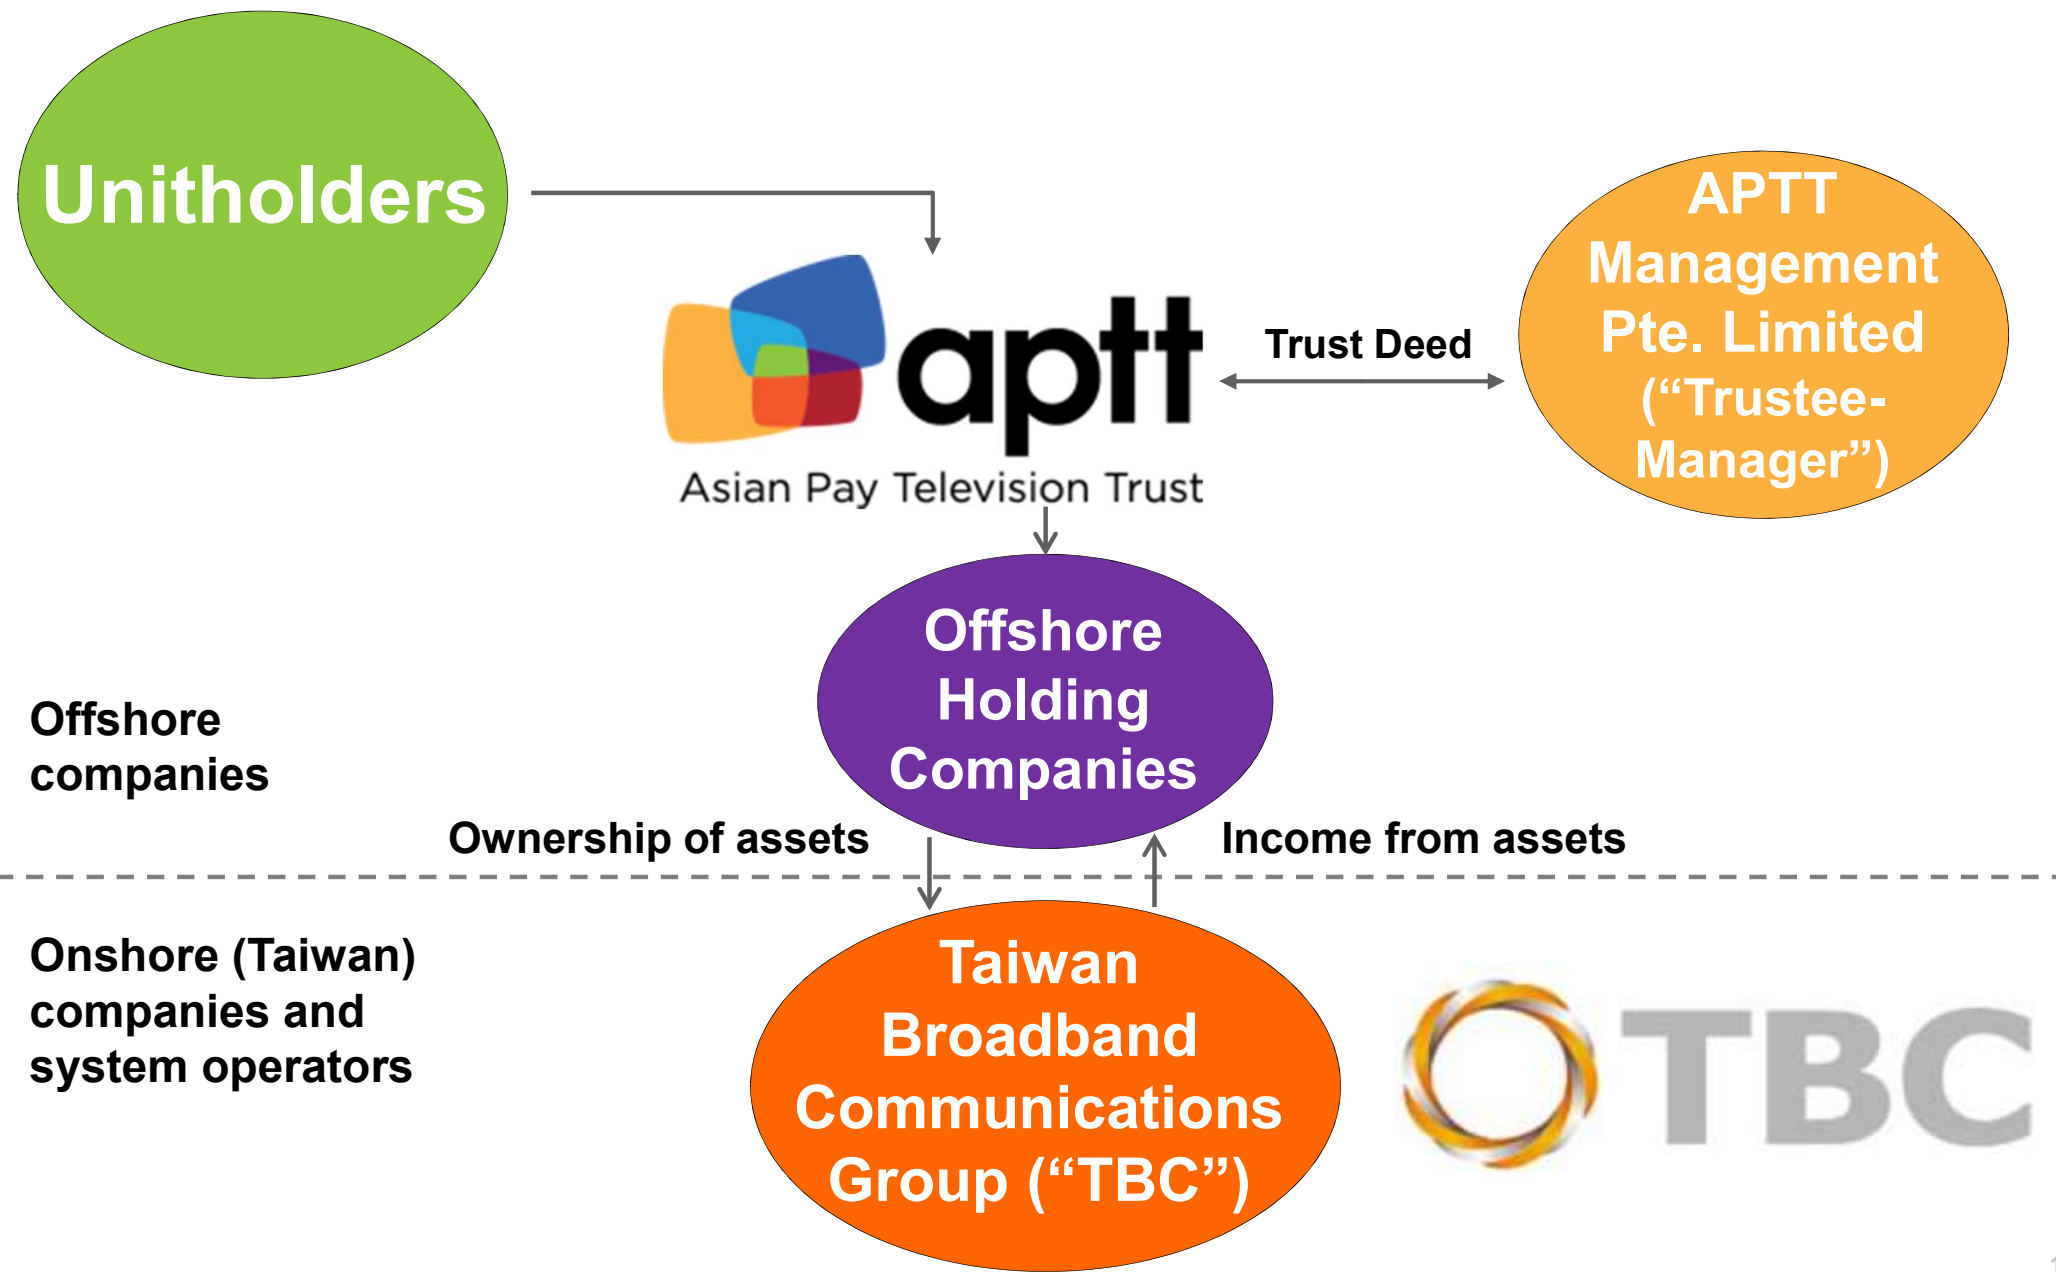 Unitholders
APTT
Management
Pte. Limited
(“Trustee-
Manager”)
aptt
Asian Pay Television Trust
Trust Deed
Offshore
Holding
Companies
Offshore
companies
Ownership of assets
Income from assets
Onshore (Taiwan)
companies and
system operators
Taiwan
Broadband
Communications
Group (“TBC”)
TBC